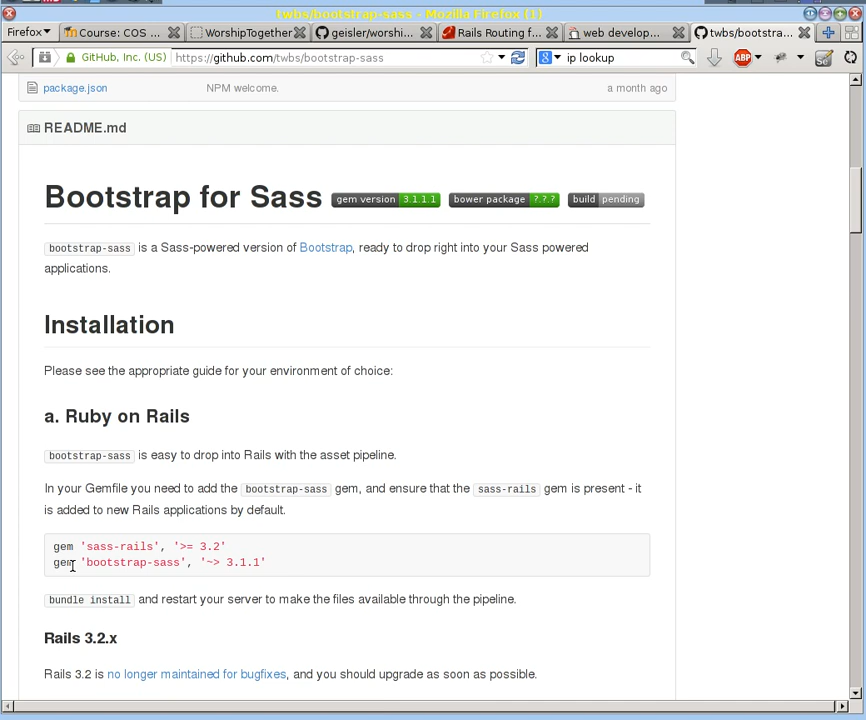 twbs/bootstrap-sass - Mozilla Firefox (1)
Firefox
Course: COS ...
WorshipTogether
geisler/worshi...
Rails Routing f...
web develop...
twbs/bootstra...
GitHub, Inc. (US)
https://github.com/twbs/bootstrap-sass
ip lookup
ABP
package.json
NPM welcome.
a month ago
README.md
Bootstrap for Sass
gem version 3.1.1.1
bower package ?.?.?
build pending
bootstrap-sass is a Sass-powered version of Bootstrap, ready to drop right into your Sass powered
applications.
Installation
Please see the appropriate guide for your environment of choice:
a. Ruby on Rails
bootstrap-sass is easy to drop into Rails with the asset pipeline.
In your Gemfile you need to add the bootstrap-sass gem, and ensure that the sass-rails gem is present - it
is added to new Rails applications by default.
gem 'sass-rails', '>= 3.2'
gem 'bootstrap-sass', '~> 3.1.1'
bundle install and restart your server to make the files available through the pipeline.
Rails 3.2.x
Rails 3.2 is no longer maintained for bugfixes, and you should upgrade as soon as possible.